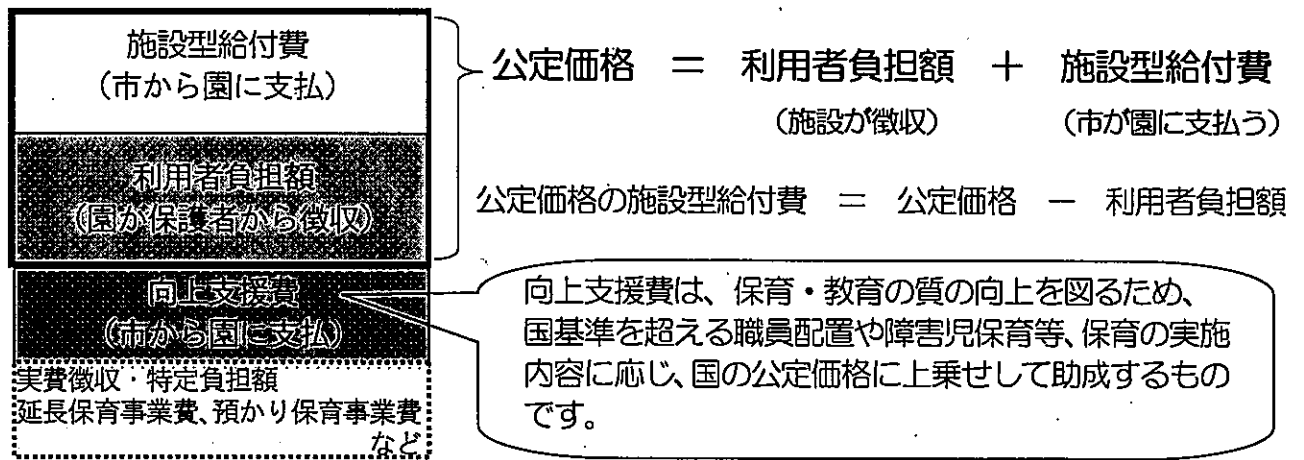 施設型給付費
(市から園に支払)
利用者負担額
(園が保護者から徴収)
向上支援費
(市から園に支払)
実費徴収・特定負担額
延長保育事業費、預かり保育事業費
など
公定価格 = 利用者負担額 + 施設型給付費
(施設が徴収) (市が園に支払う)
公定価格の施設型給付費 = 公定価格 － 利用者負担額
向上支援費は、保育・教育の質の向上を図るため、
国基準を超える職員配置や障害児保育等、保育の実施
内容に応じ、国の公定価格に上乗せして助成するもの
です。